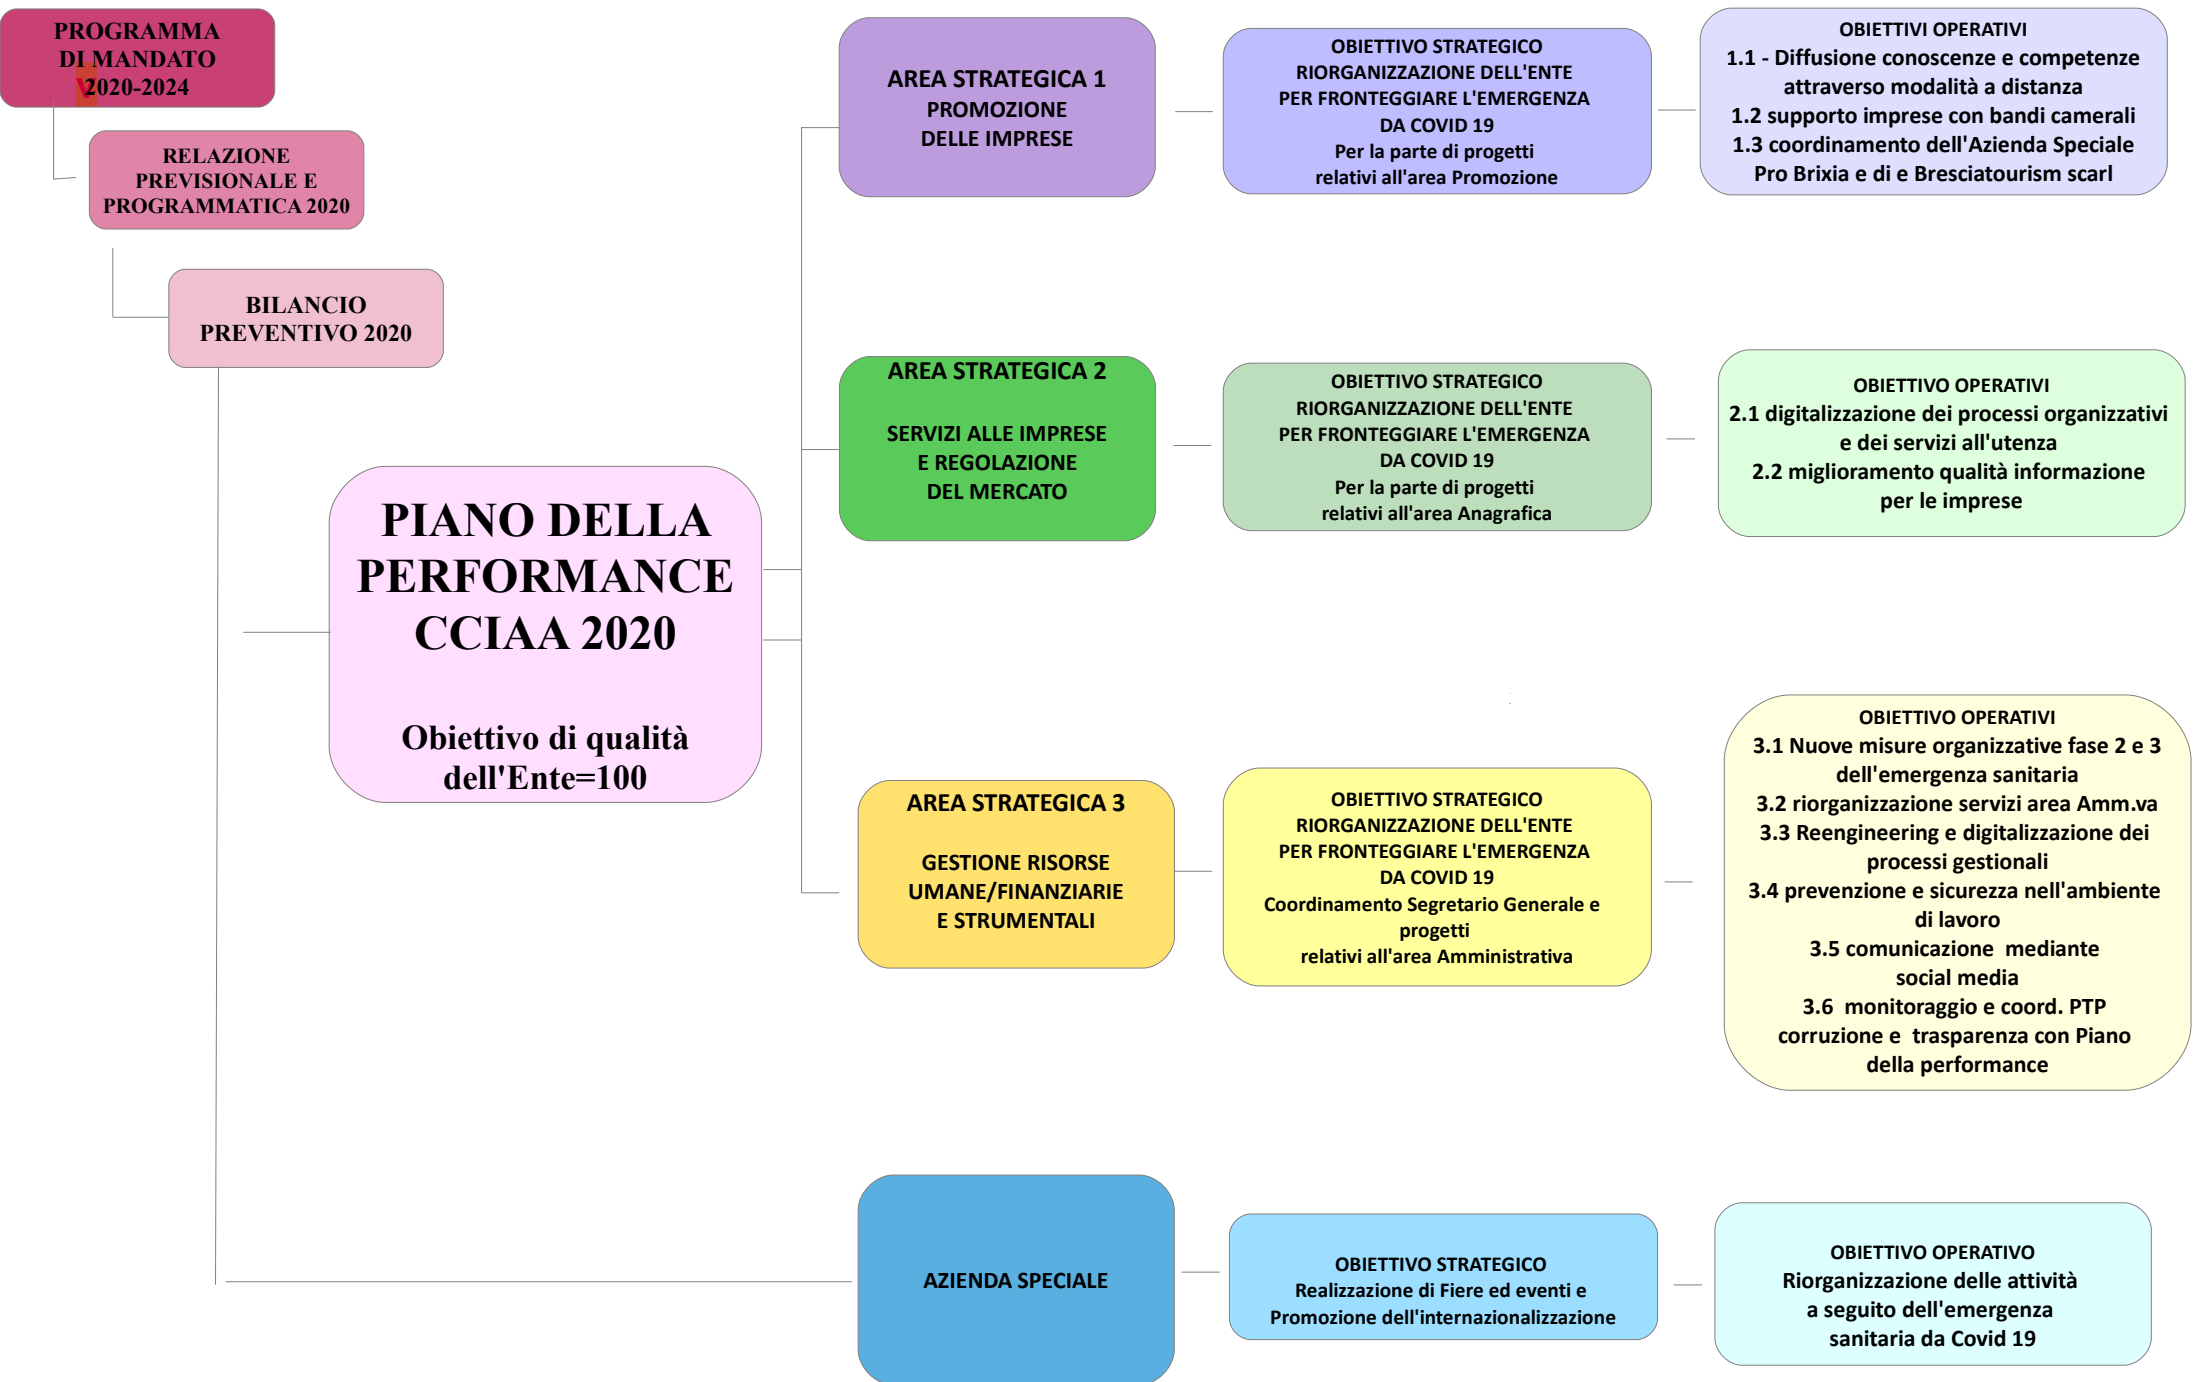 PROGRAMMA
DI MANDATO
2020-2024
RELAZIONE
PREVISIONALE E
PROGRAMMATICA 2020
BILANCIO
PREVENTIVO 2020
PIANO DELLA
PERFORMANCE
CCIAA 2020
Obiettivo di qualità
dell'Ente=100
AREA STRATEGICA 1
PROMOZIONE
DELLE IMPRESE
OBIETTIVO STRATEGICO
RIORGANIZZAZIONE DELL'ENTE
PER FRONTEGGIARE L'EMERGENZA
DA COVID 19
Per la parte di progetti
relativi all'area Promozione
OBIETTIVI OPERATIVI
1.1 - Diffusione conoscenze e competenze
attraverso modalità a distanza
1.2 supporto imprese con bandi camerali
1.3 coordinamento dell'Azienda Speciale
Pro Brixia e di e Bresciatourism scarl
AREA STRATEGICA 2
SERVIZI ALLE IMPRESE
E REGOLAZIONE
DEL MERCATO
OBIETTIVO STRATEGICO
RIORGANIZZAZIONE DELL'ENTE
PER FRONTEGGIARE L'EMERGENZA
DA COVID 19
Per la parte di progetti
relativi all'area Anagrafica
OBIETTIVO OPERATIVI
2.1 digitalizzazione dei processi organizzativi
e dei servizi all'utenza
2.2 miglioramento qualità informazione
per le imprese
AREA STRATEGICA 3
GESTIONE RISORSE
UMANE/FINANZIARIE
E STRUMENTALI
OBIETTIVO STRATEGICO
RIORGANIZZAZIONE DELL'ENTE
PER FRONTEGGIARE L'EMERGENZA
DA COVID 19
Coordinamento Segretario Generale e
progetti
relativi all'area Amministrativa
OBIETTIVO OPERATIVI
3.1 Nuove misure organizzative fase 2 e 3
dell'emergenza sanitaria
3.2 riorganizzazione servizi area Amm.va
3.3 Reengineering e digitalizzazione dei
processi gestionali
3.4 prevenzione e sicurezza nell'ambiente
di lavoro
3.5 comunicazione mediante
social media
3.6 monitoraggio e coord. PTP
corruzione e trasparenza con Piano
della performance
AZIENDA SPECIALE
OBIETTIVO STRATEGICO
Realizzazione di Fiere ed eventi e
Promozione dell'internazionalizzazione
OBIETTIVO OPERATIVO
Riorganizzazione delle attività
a seguito dell'emergenza
sanitaria da Covid 19